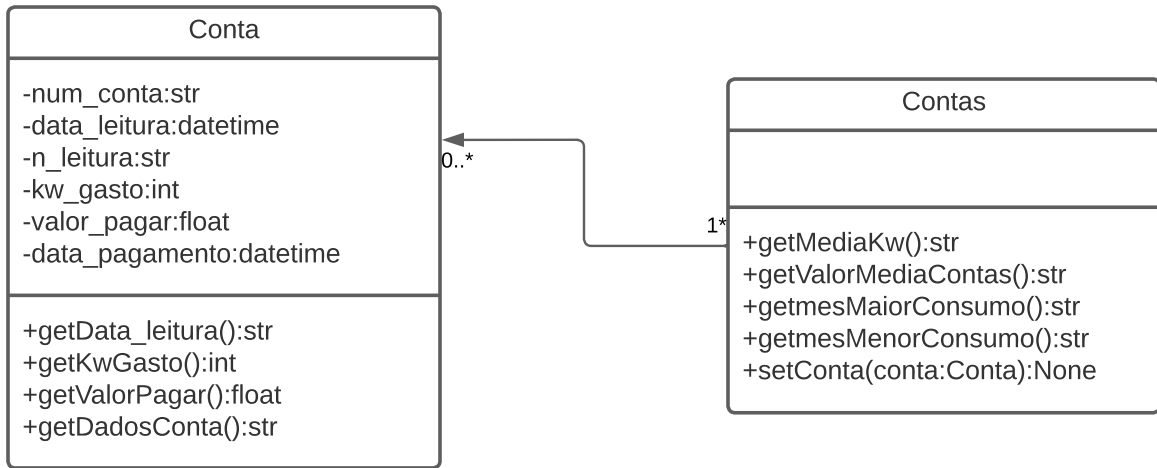 Conta
-num_conta:str
-data_leitura:datetime
-n_leitura:str
-kw_gasto:int
-valor_pagar:float
-data_pagamento:datetime
+getData_leitura():str
+getKwGasto():int
+getValorPagar():float
+getDadosConta():str
0..*
1*
Contas
+getMediaKw():str
+getValorMediaContas():str
+getmesMaiorConsumo():str
+getmesMenorConsumo():str
+setConta(conta:Conta):None